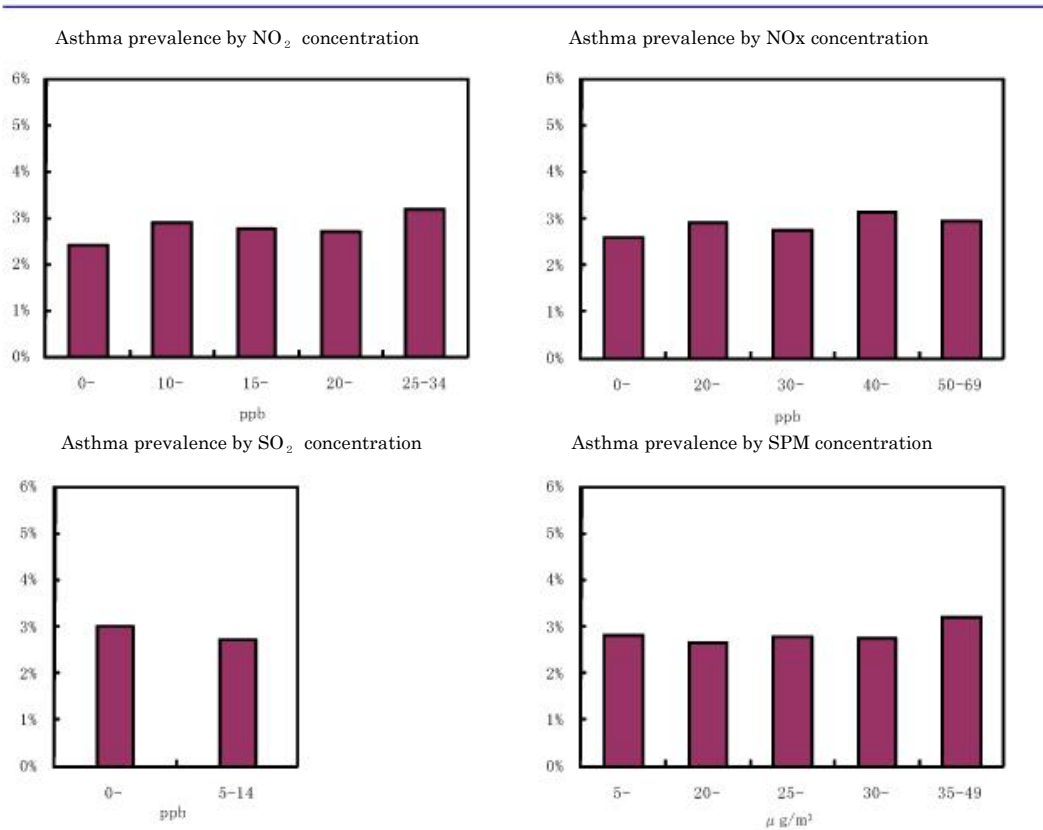 Asthma prevalence by NO₂ concentration
6%
5%
4%
3%
2%
1%
0%
0- 10- 15- 20- 25-34
ppb
Asthma prevalence by NOx concentration
6%
5%
4%
3%
2%
1%
0%
0- 20- 30- 40- 50-69
ppb
Asthma prevalence by SO₂ concentration
6%
5%
4%
3%
2%
1%
0%
0- 5-14
ppb
Asthma prevalence by SPM concentration
6%
5%
4%
3%
2%
1%
0%
5- 20- 25- 30- 35-49
μg/m³